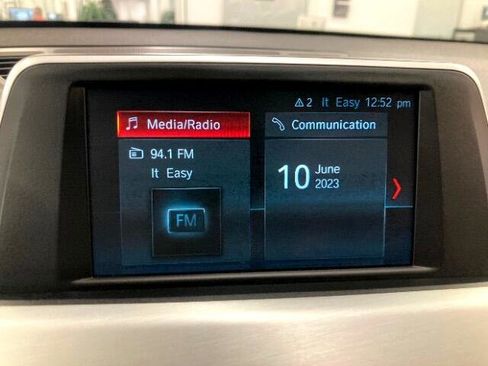 2 It Easy 12:52 pm
Media/Radio
94.1 FM
It Easy
FM
Communication
10 June
2023